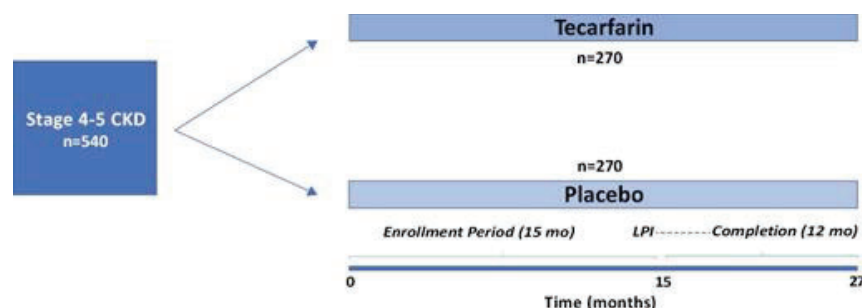 Tecarfarin
n=270
Stage 4-5 CKD
n=540
n=270
Placebo
Enrollment Period (15 mo) LPI-------- Completion (12 mo)
0 15 27
Time (months)